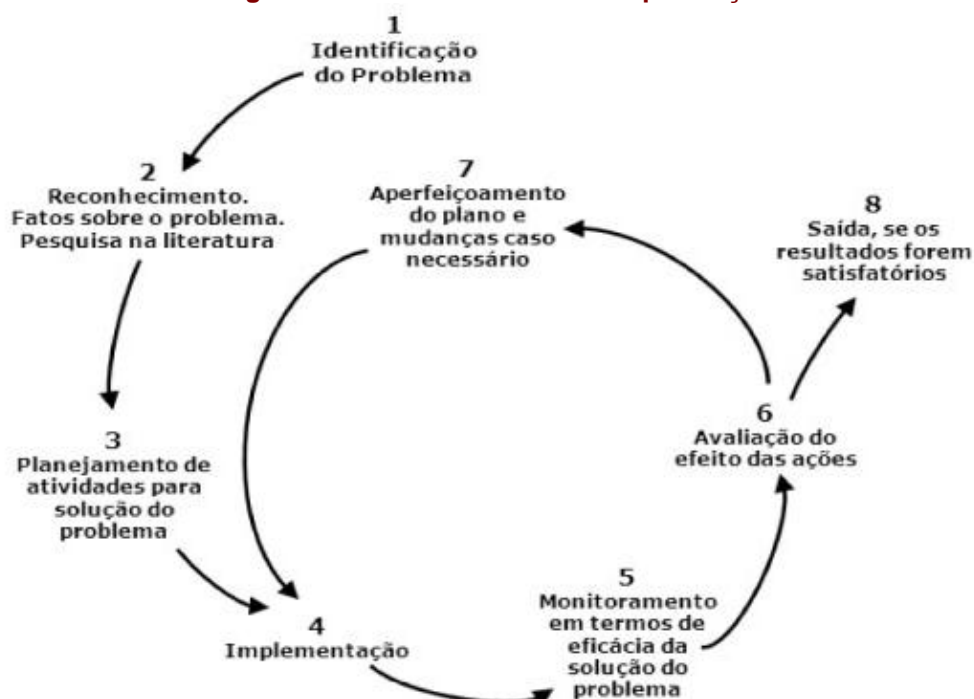 1
Identificação
do Problema
2
Reconhecimento.
Fatos sobre o problema.
Pesquisa na literatura
7
Aperfeiçoamento
do plano e
mudanças caso
necessário
8
Saída, se os
resultados forem
satisfatórios
3
Planejamento de
atividades para
solução do
problema
6
Avaliação do
efeito das ações
4
Implementação
5
Monitoramento
em termos de
eficácia da
solução do
problema